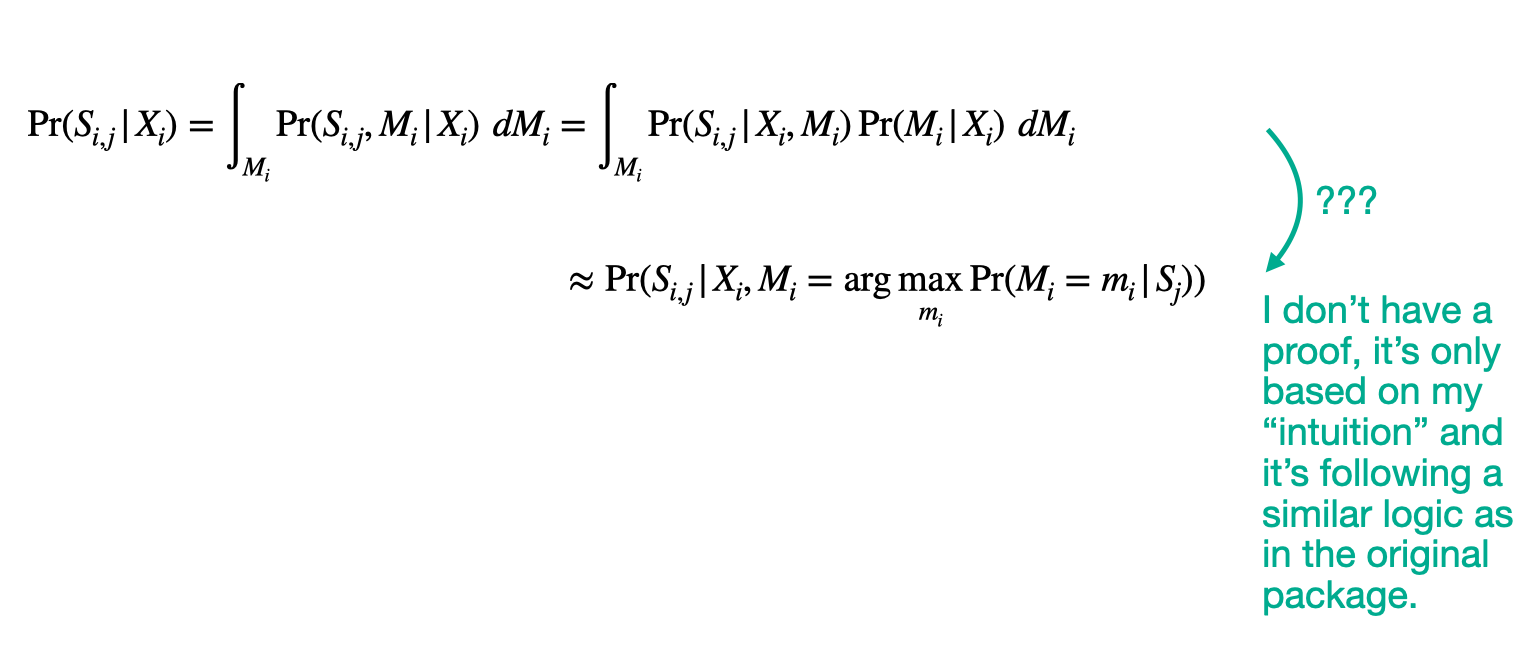 Pr(S_{i,j}|X_i) = ∫_{M_i} Pr(S_{i,j}, M_i|X_i) dM_i = ∫_{M_i} Pr(S_{i,j}|X_i, M_i) Pr(M_i|X_i) dM_i
???
≈ Pr(S_{i,j}|X_i, M_i = arg max_{m_i} Pr(M_i = m_i|S_j))
I don’t have a
proof, it’s only
based on my
“intuition” and
it’s following a
similar logic as
in the original
package.